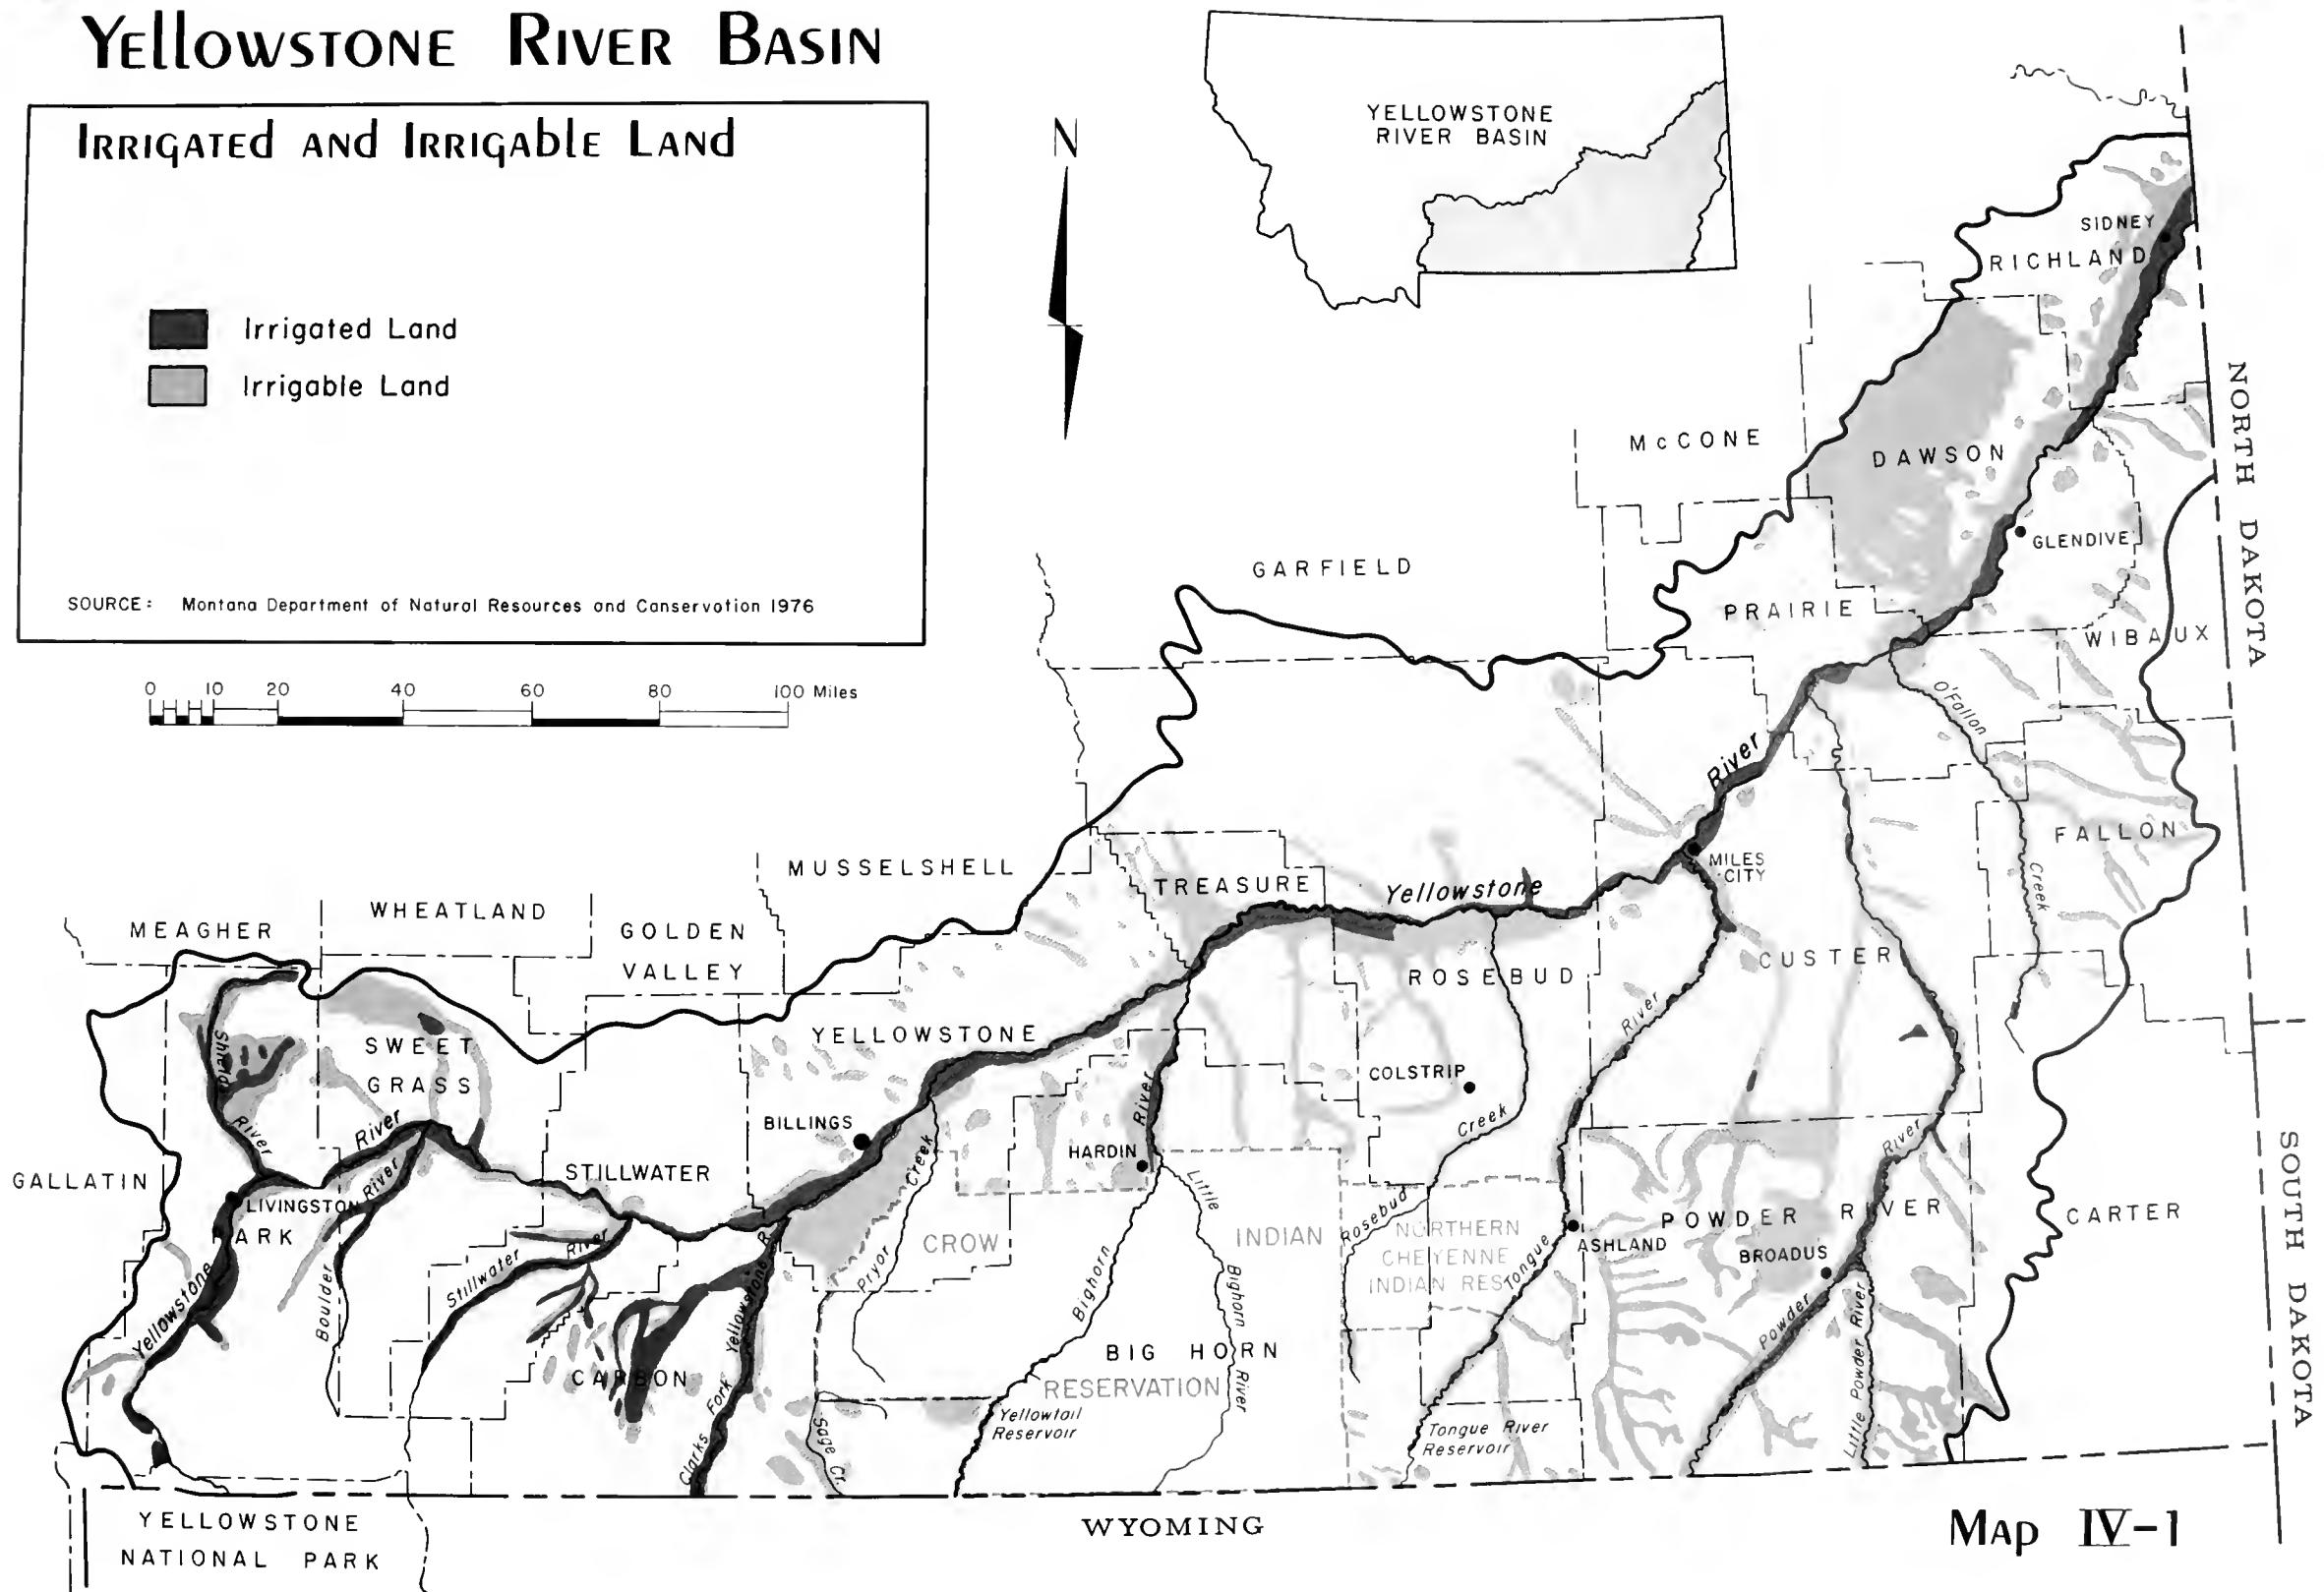 YEllOWSTONE RIVER BASIN
IRRIGATEd ANd IRRIGAblE LANd
Irrigated Land
Irrigable Land
SOURCE: Montana Department of Natural Resources and Conservation 1976
0 10 20 40 60 80 100 Miles
N
YELLOWSTONE
RIVER BASIN
SIDNEY
RICHLAND
NORTH DAKOTA
McCONE
DAWSON
GLENDIVE
GARFIELD
PRAIRIE
WIBAUX
O'Fallon
Creek
River
FALLON
MUSSELSHELL
TREASURE
Yellowstone
MILES
CITY
MEAGHER
WHEATLAND
GOLDEN
VALLEY
ROSEBUD
CUSTER
River
YELLOWSTONE
SWEET
GRASS
Shields
River
River
COLSTRIP
Creek
BILLINGS
Creek
River
HARDIN
River
GALLATIN
STILLWATER
LIVINGSTON
River
PARK
Little
Rosebud
NORTHERN
CHEYENNE
INDIAN RES
CROW
INDIAN
POWDER RIVER
CARTER
ASHLAND
BROADUS
Tongue
Stillwater
River
Pryor
Bighorn
Bighorn
River
Yellowstone
Boulder
Yellowstone R.
Powder
Little Powder River
BIG HORN
RESERVATION
CARBON
Clarks Fork
Sage Cr.
Yellowtail
Reservoir
Tongue River
Reservoir
SOUTH DAKOTA
YELLOWSTONE
NATIONAL PARK
WYOMING
MAp IV-1